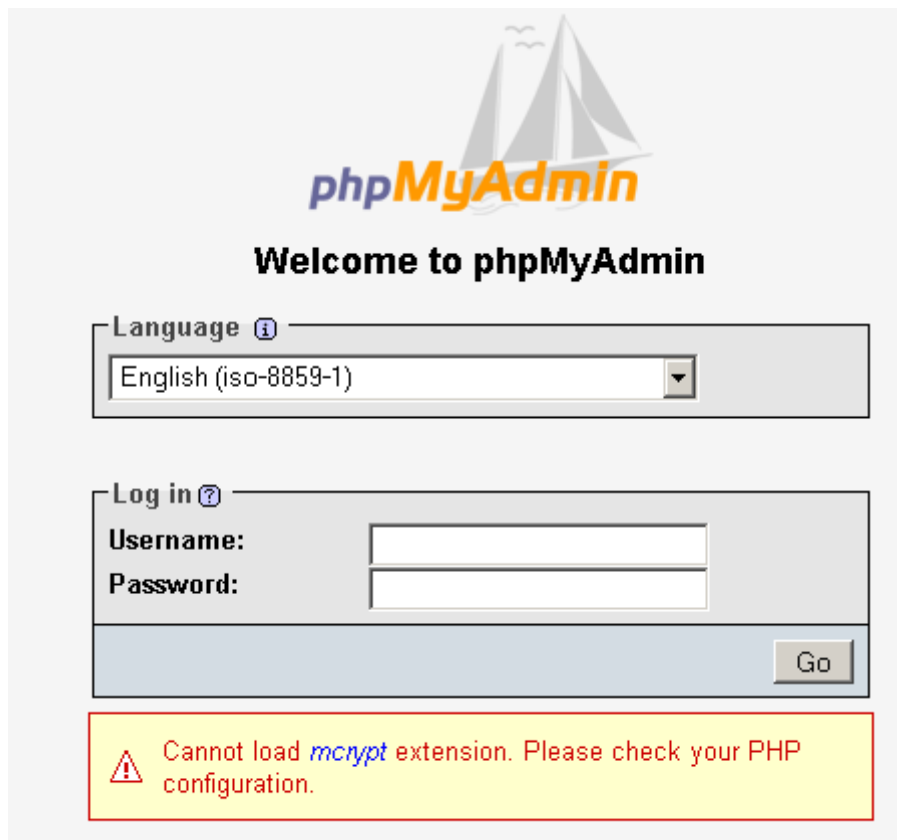 phpMyAdmin
Welcome to phpMyAdmin
Language
English (iso-8859-1)
Log in
Username:
Password:
Go
Cannot load mcrypt extension. Please check your PHP
configuration.